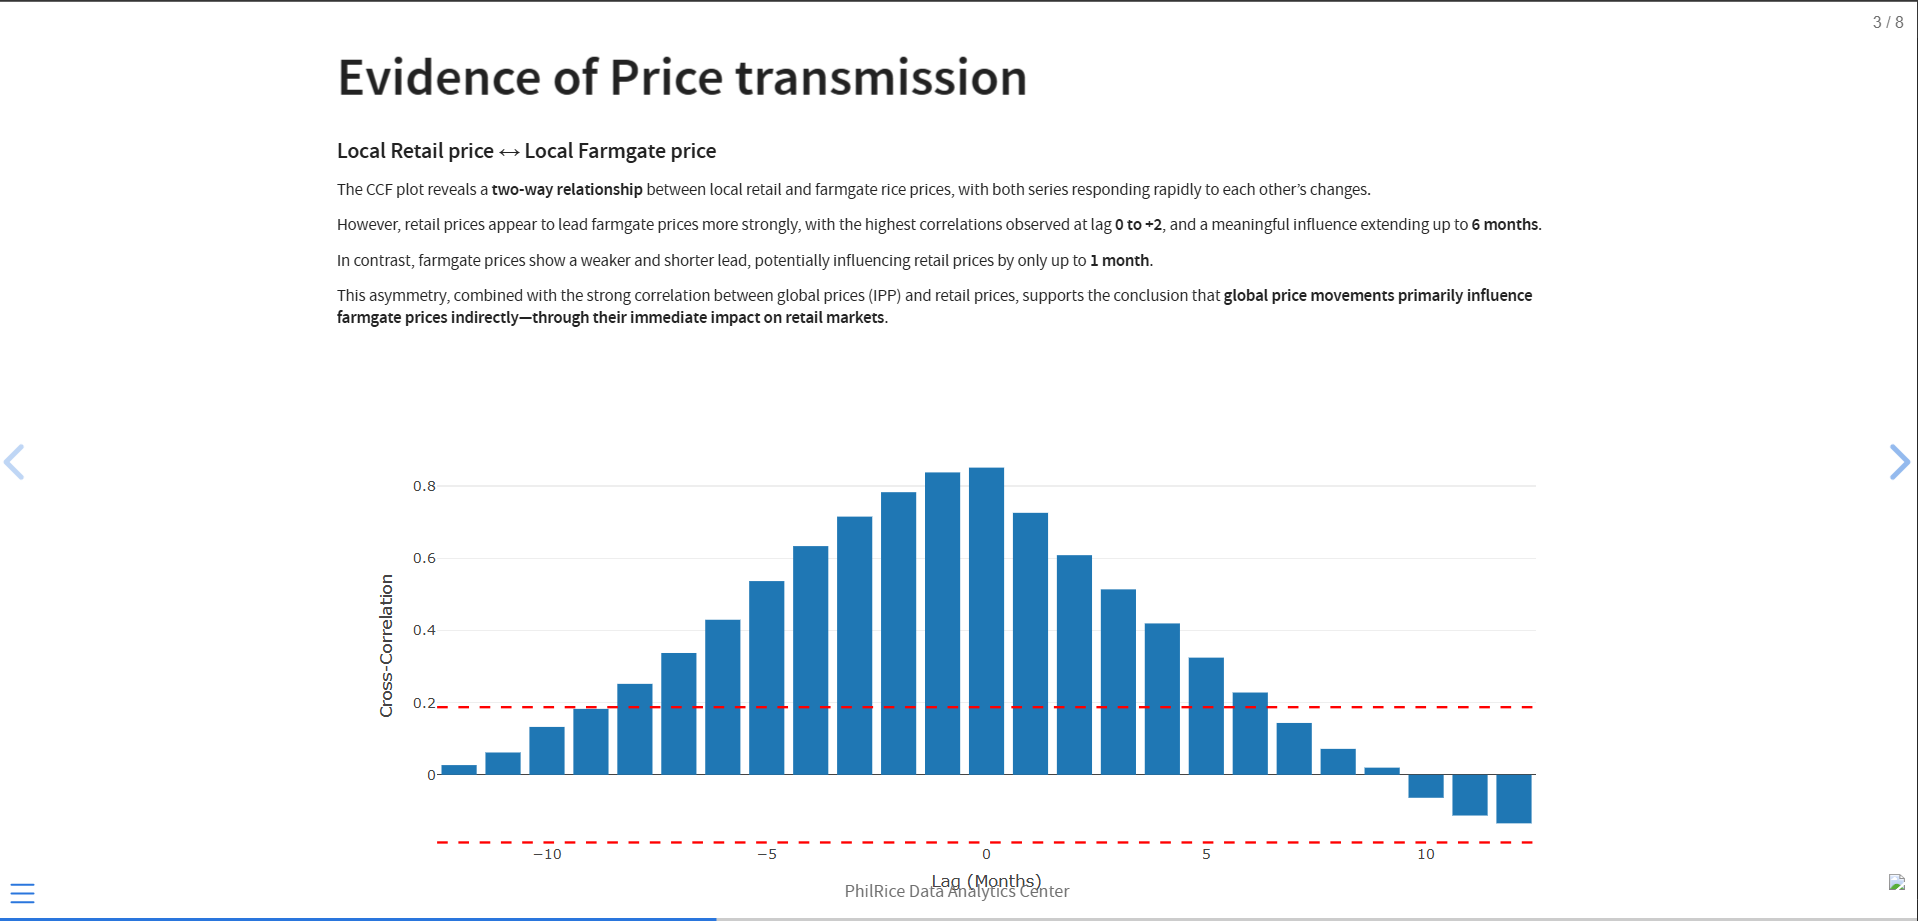 3 / 8
Evidence of Price transmission
Local Retail price ↔ Local Farmgate price
The CCF plot reveals a two-way relationship between local retail and farmgate rice prices, with both series responding rapidly to each other’s changes.
However, retail prices appear to lead farmgate prices more strongly, with the highest correlations observed at lag 0 to +2, and a meaningful influence extending up to 6 months.
In contrast, farmgate prices show a weaker and shorter lead, potentially influencing retail prices by only up to 1 month.
This asymmetry, combined with the strong correlation between global prices (IPP) and retail prices, supports the conclusion that global price movements primarily influence
farmgate prices indirectly—through their immediate impact on retail markets.
0.8
0.6
0.4
0.2
0
Cross-Correlation
−10 −5 0 5 10
Lag (Months)
PhilRice Data Analytics Center